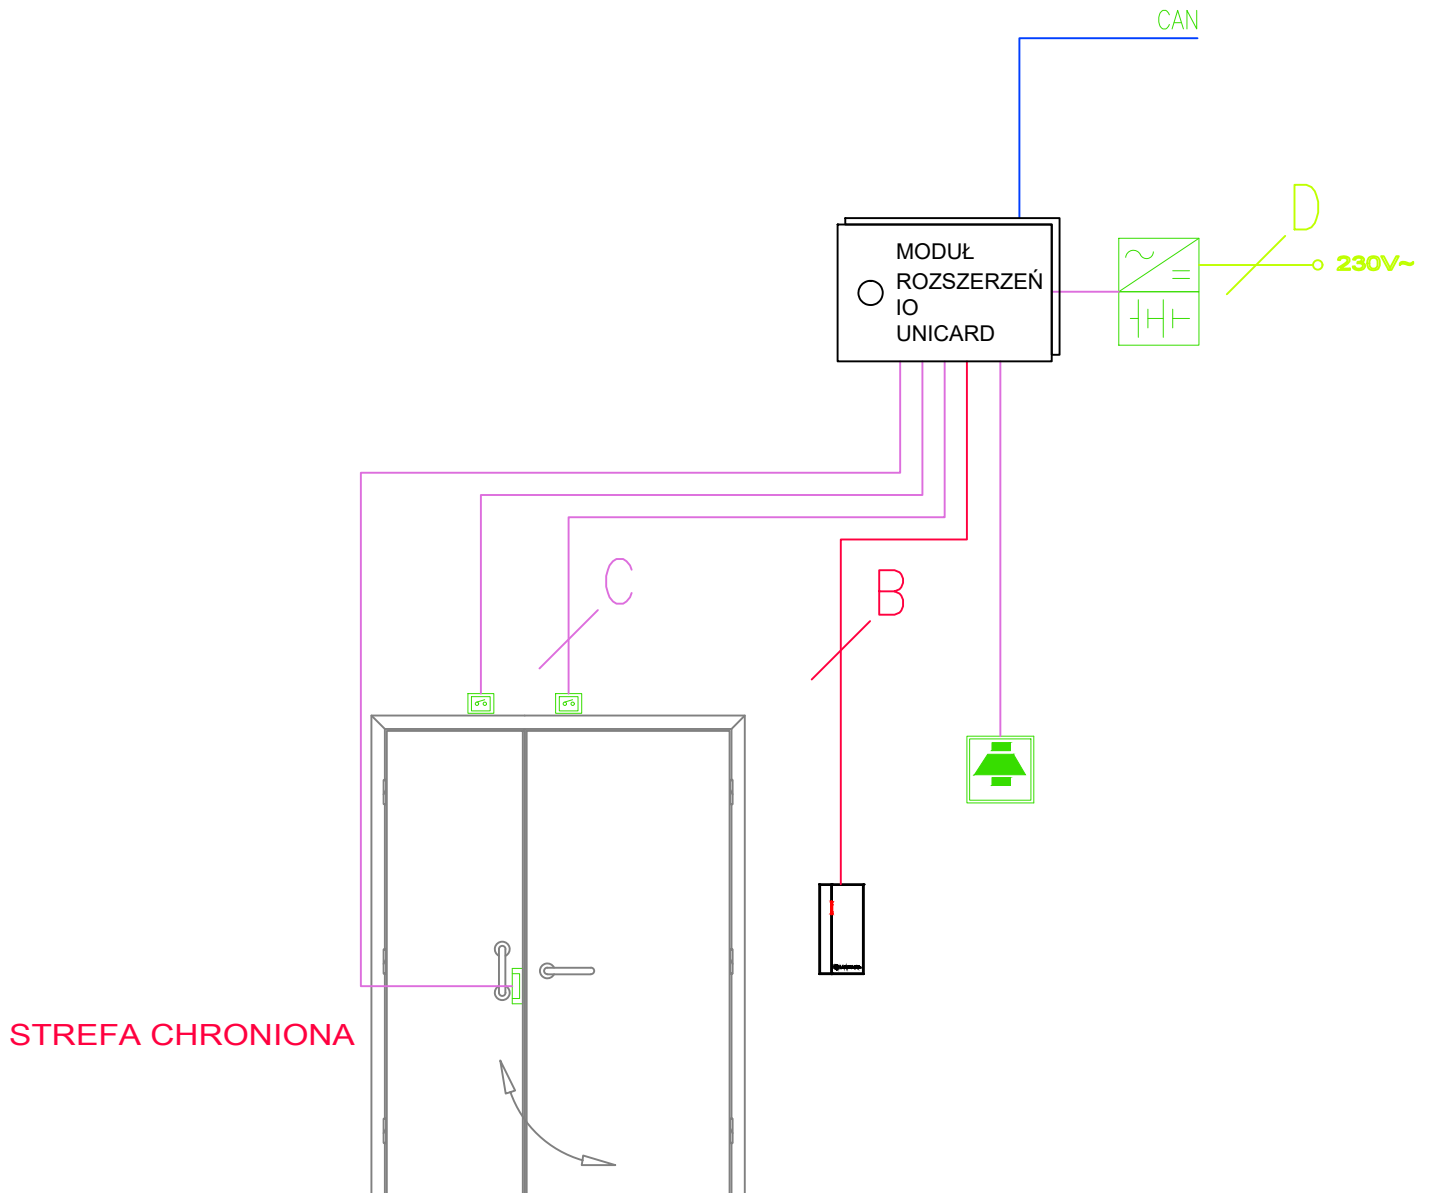 CAN
D
230V~
MODUŁ
ROZSZERZEŃ
IO
UNICARD
C
B
STREFA CHRONIONA